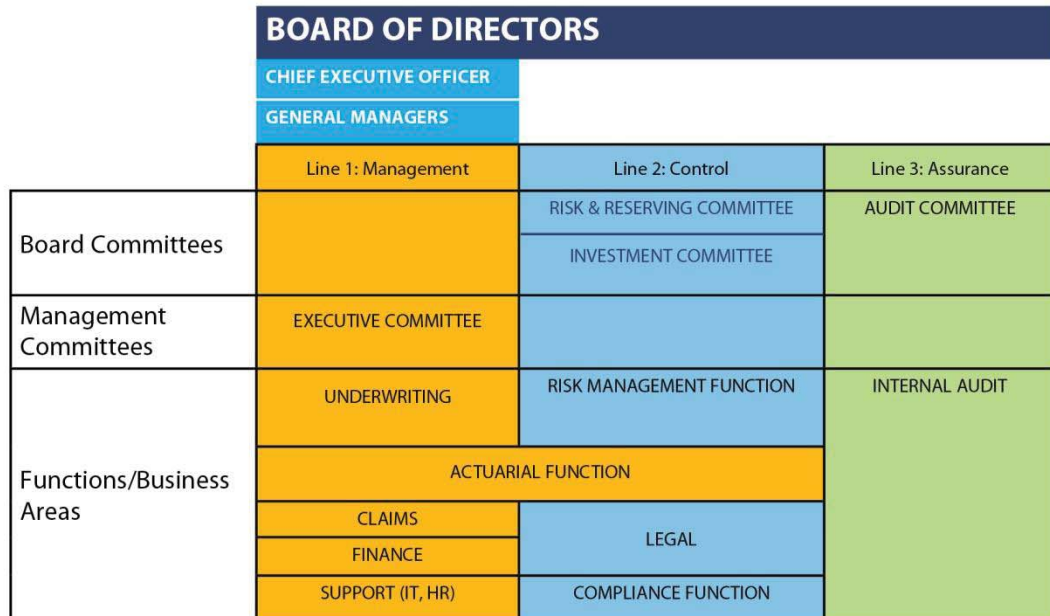 BOARD OF DIRECTORS
CHIEF EXECUTIVE OFFICER
GENERAL MANAGERS
Line 1: Management
Line 2: Control
Line 3: Assurance
Board Committees
RISK & RESERVING COMMITTEE
AUDIT COMMITTEE
INVESTMENT COMMITTEE
Management
Committees
EXECUTIVE COMMITTEE
Functions/Business
Areas
UNDERWRITING
RISK MANAGEMENT FUNCTION
INTERNAL AUDIT
ACTUARIAL FUNCTION
CLAIMS
LEGAL
FINANCE
SUPPORT (IT, HR)
COMPLIANCE FUNCTION